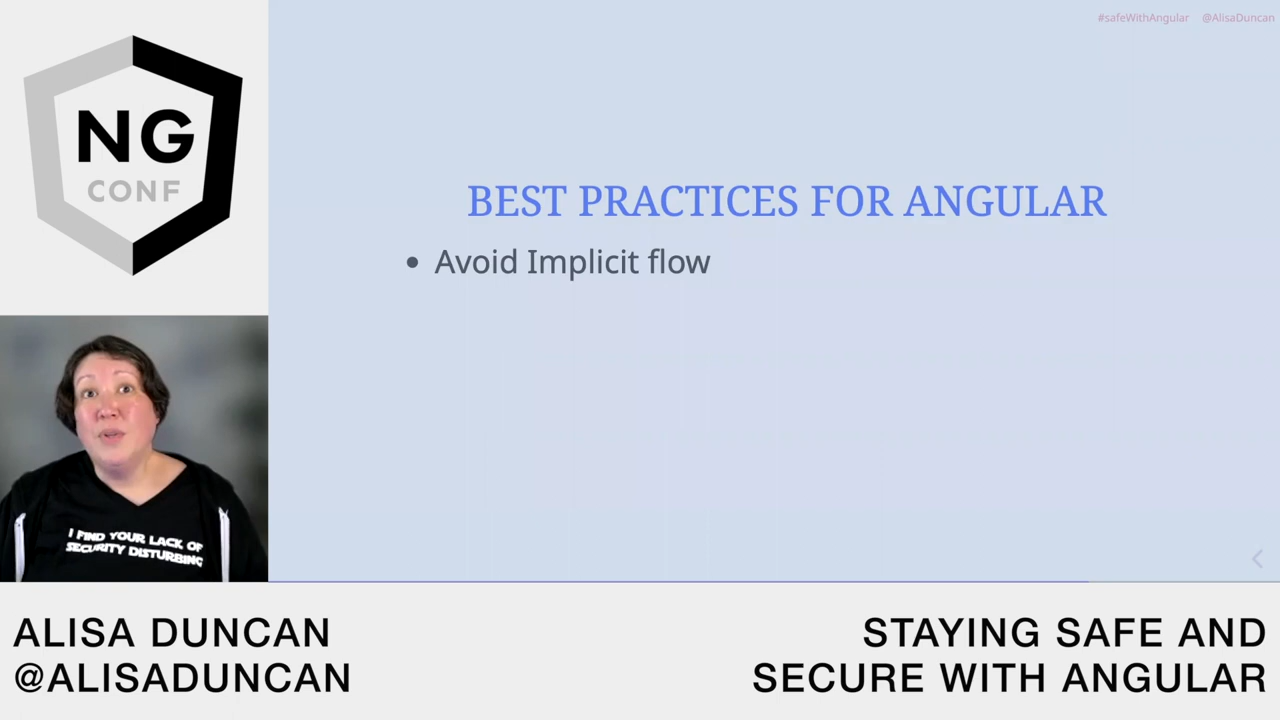 #safeWithAngular @AlisaDuncan
NG
CONF
BEST PRACTICES FOR ANGULAR
• Avoid Implicit flow
I FIND YOUR LACK OF
SECURITY DISTURBING
ALISA DUNCAN
@ALISADUNCAN
STAYING SAFE AND
SECURE WITH ANGULAR